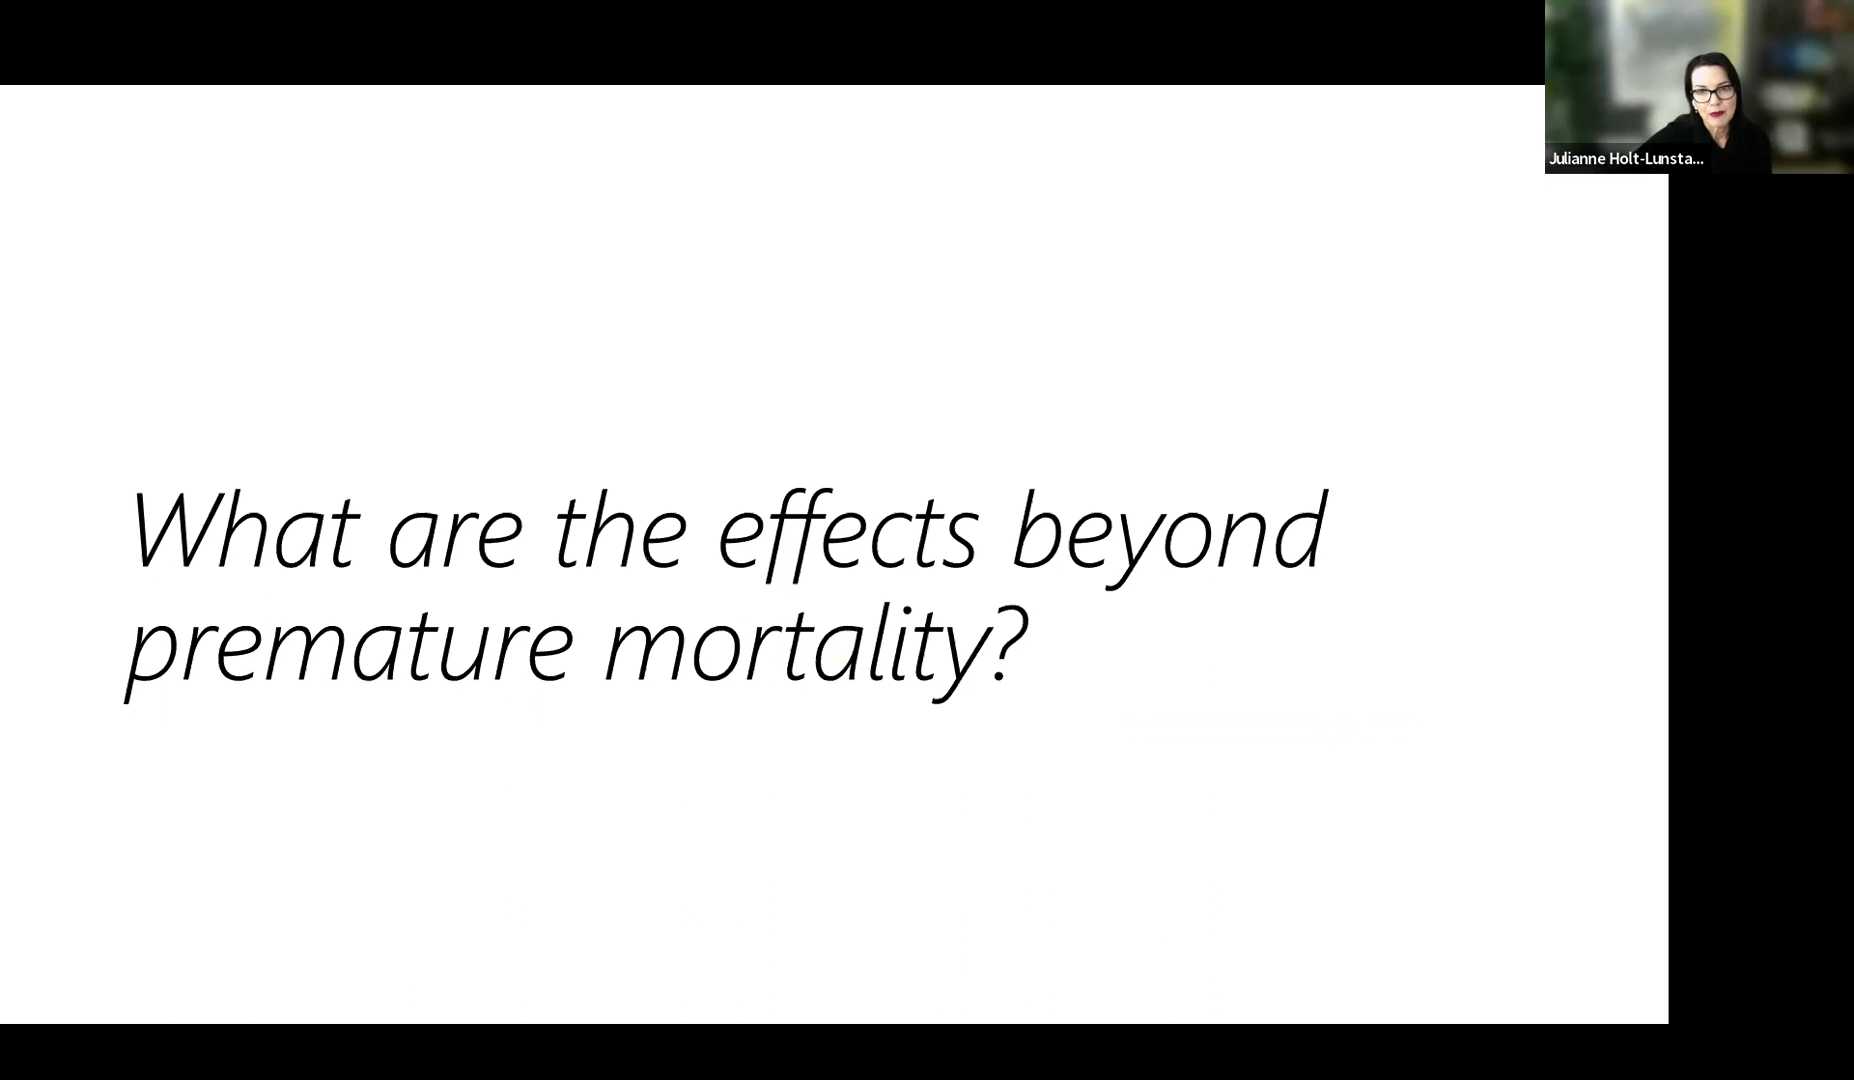 Julianne Holt-Lunsta...
What are the effects beyond
premature mortality?